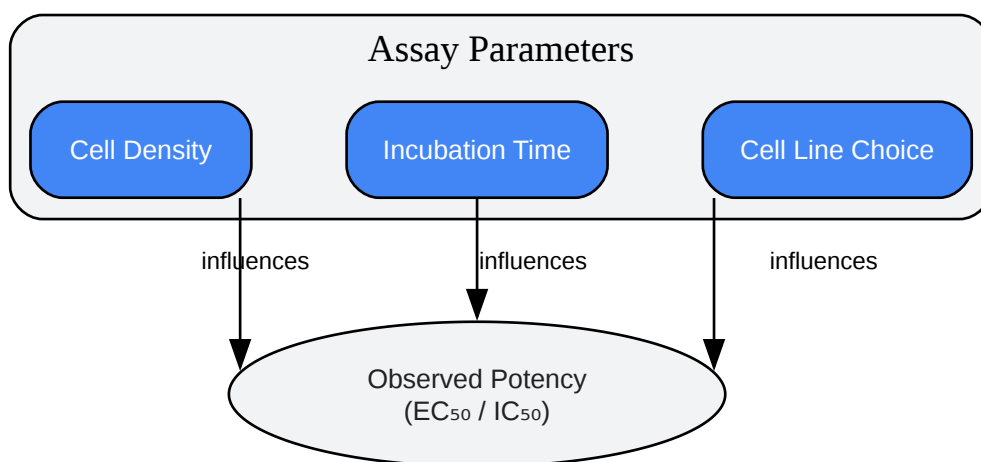 Assay Parameters
Cell Density
Incubation Time
Cell Line Choice
influences
influences
influences
Observed Potency
(EC₅₀ / IC₅₀)